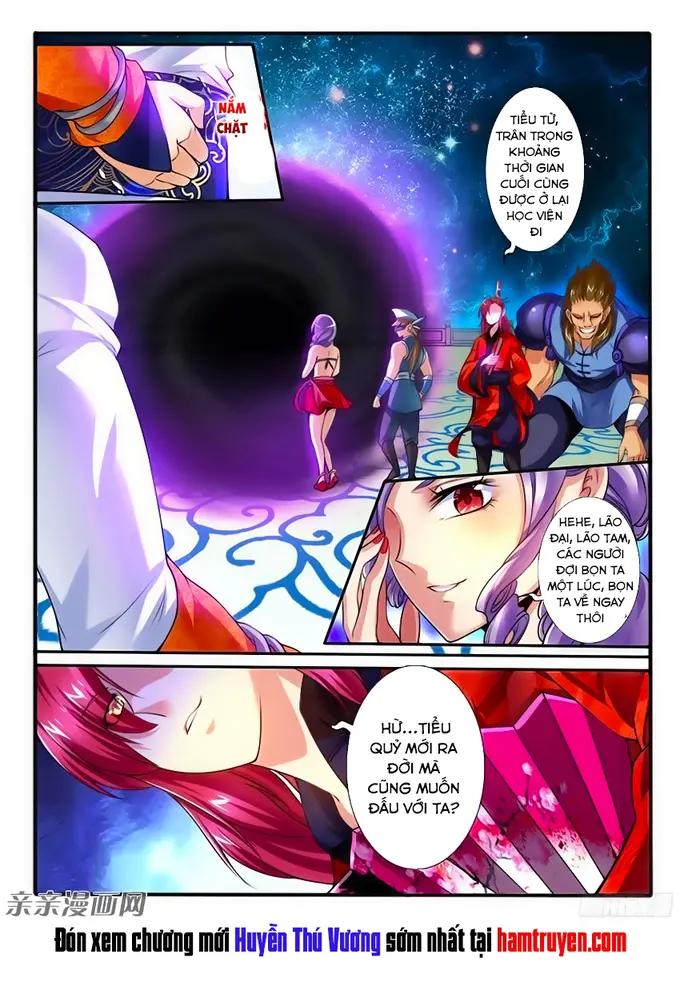 NẮM
CHẶT
TIỂU TỬ,
TRÂN TRỌNG
KHOẢNG
THỜI GIAN
CUỐI CÙNG
ĐƯỢC Ở LẠI
HỌC VIỆN
ĐI
HEHE, LÃO
ĐẠI, LÃO TAM,
CÁC NGƯỜI
ĐỢI BỌN TA
MỘT LÚC, BỌN
TA VỀ NGAY
THÔI
HỪ...TIỂU
QUỶ MỚI RA
ĐỜI MÀ
CŨNG MUỐN
ĐẤU VỚI TA?
亲亲漫画网
Đón xem chương mới Huyễn Thú Vương sớm nhất tại hamtruyen.com